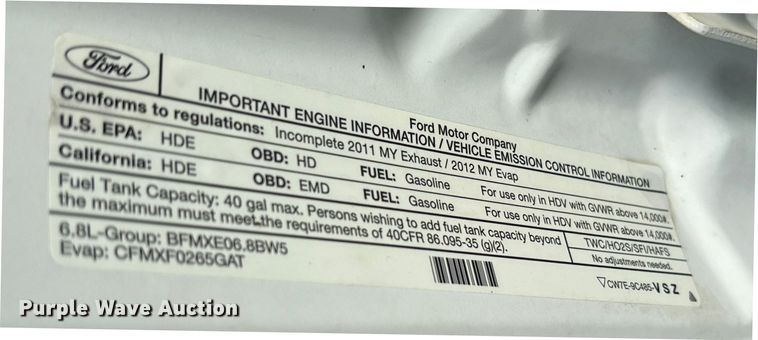 Ford
Ford Motor Company
IMPORTANT ENGINE INFORMATION / VEHICLE EMISSION CONTROL INFORMATION
Conforms to regulations: Incomplete 2011 MY Exhaust / 2012 MY Evap
U.S. EPA: HDE OBD: HD FUEL: Gasoline For use only in HDV with GVWR above 14,000#.
California: HDE OBD: EMD FUEL: Gasoline For use only in HDV with GVWR above 14,000#.
Fuel Tank Capacity: 40 gal max. Persons wishing to add fuel tank capacity beyond
the maximum must meet the requirements of 40CFR 86.095-35 (g)(2).
TWC/HO2S/SFI/HAFS
No adjustments needed.
6.8L-Group: BFMXE06.8BW5
Evap: CFMXF0265GAT
CW7E-9C485-VSZ
Purple Wave Auction